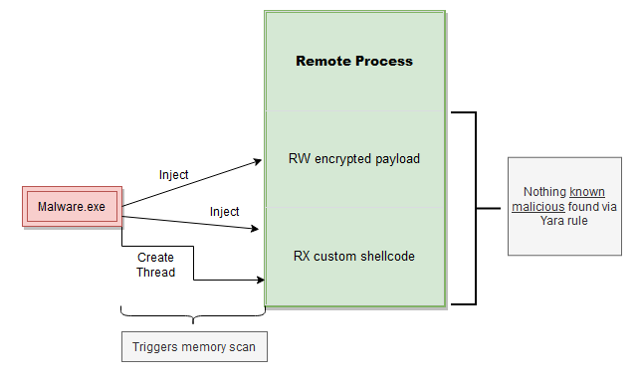 Remote Process
RW encrypted payload
Inject
Malware.exe
Inject
Nothing known
malicious found via
Yara rule
RX custom shellcode
Create
Thread
Triggers memory scan